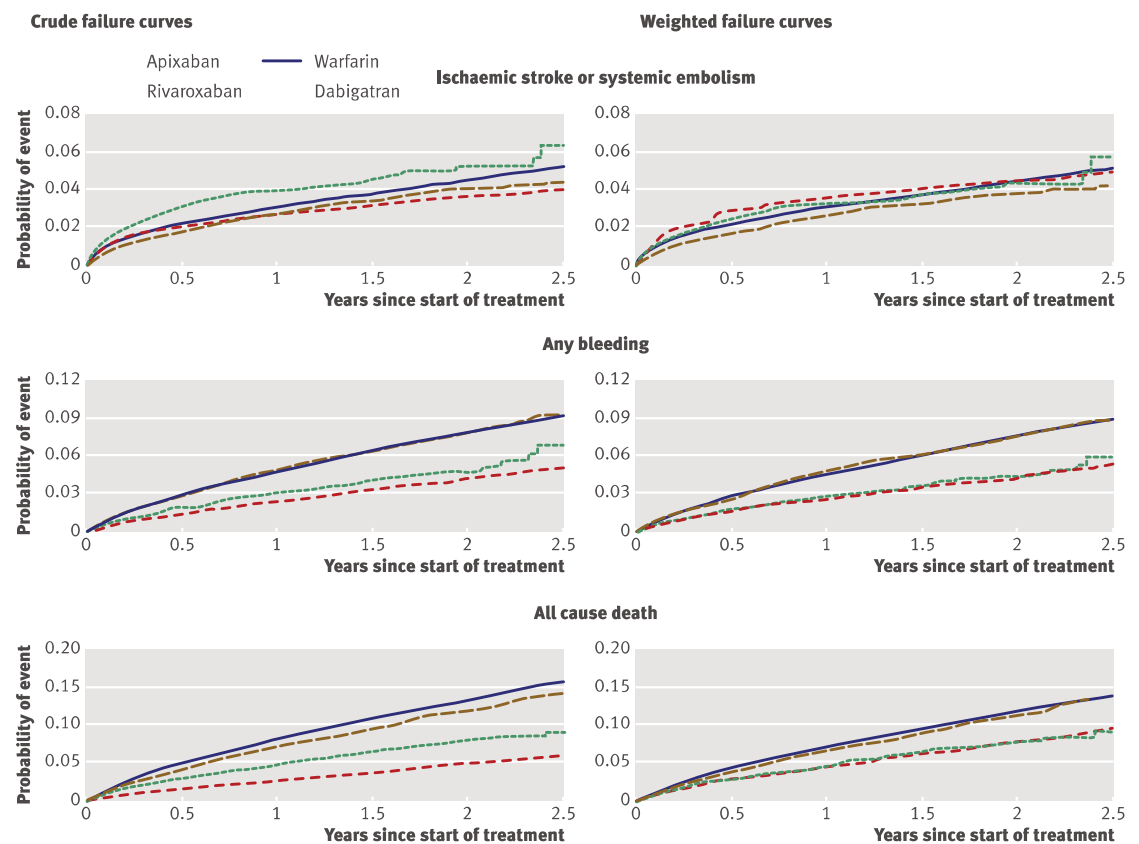 Crude failure curves
Weighted failure curves
Apixaban Warfarin
Rivaroxaban Dabigatran
Ischaemic stroke or systemic embolism
Probability of event
0.08
0.06
0.04
0.02
0
0 0.5 1 1.5 2 2.5
Years since start of treatment
0.08
0.06
0.04
0.02
0
0 0.5 1 1.5 2 2.5
Years since start of treatment
Any bleeding
Probability of event
0.12
0.09
0.06
0.03
0
0 0.5 1 1.5 2 2.5
Years since start of treatment
0.12
0.09
0.06
0.03
0
0 0.5 1 1.5 2 2.5
Years since start of treatment
All cause death
Probability of event
0.20
0.15
0.10
0.05
0
0 0.5 1 1.5 2 2.5
Years since start of treatment
0.20
0.15
0.10
0.05
0
0 0.5 1 1.5 2 2.5
Years since start of treatment